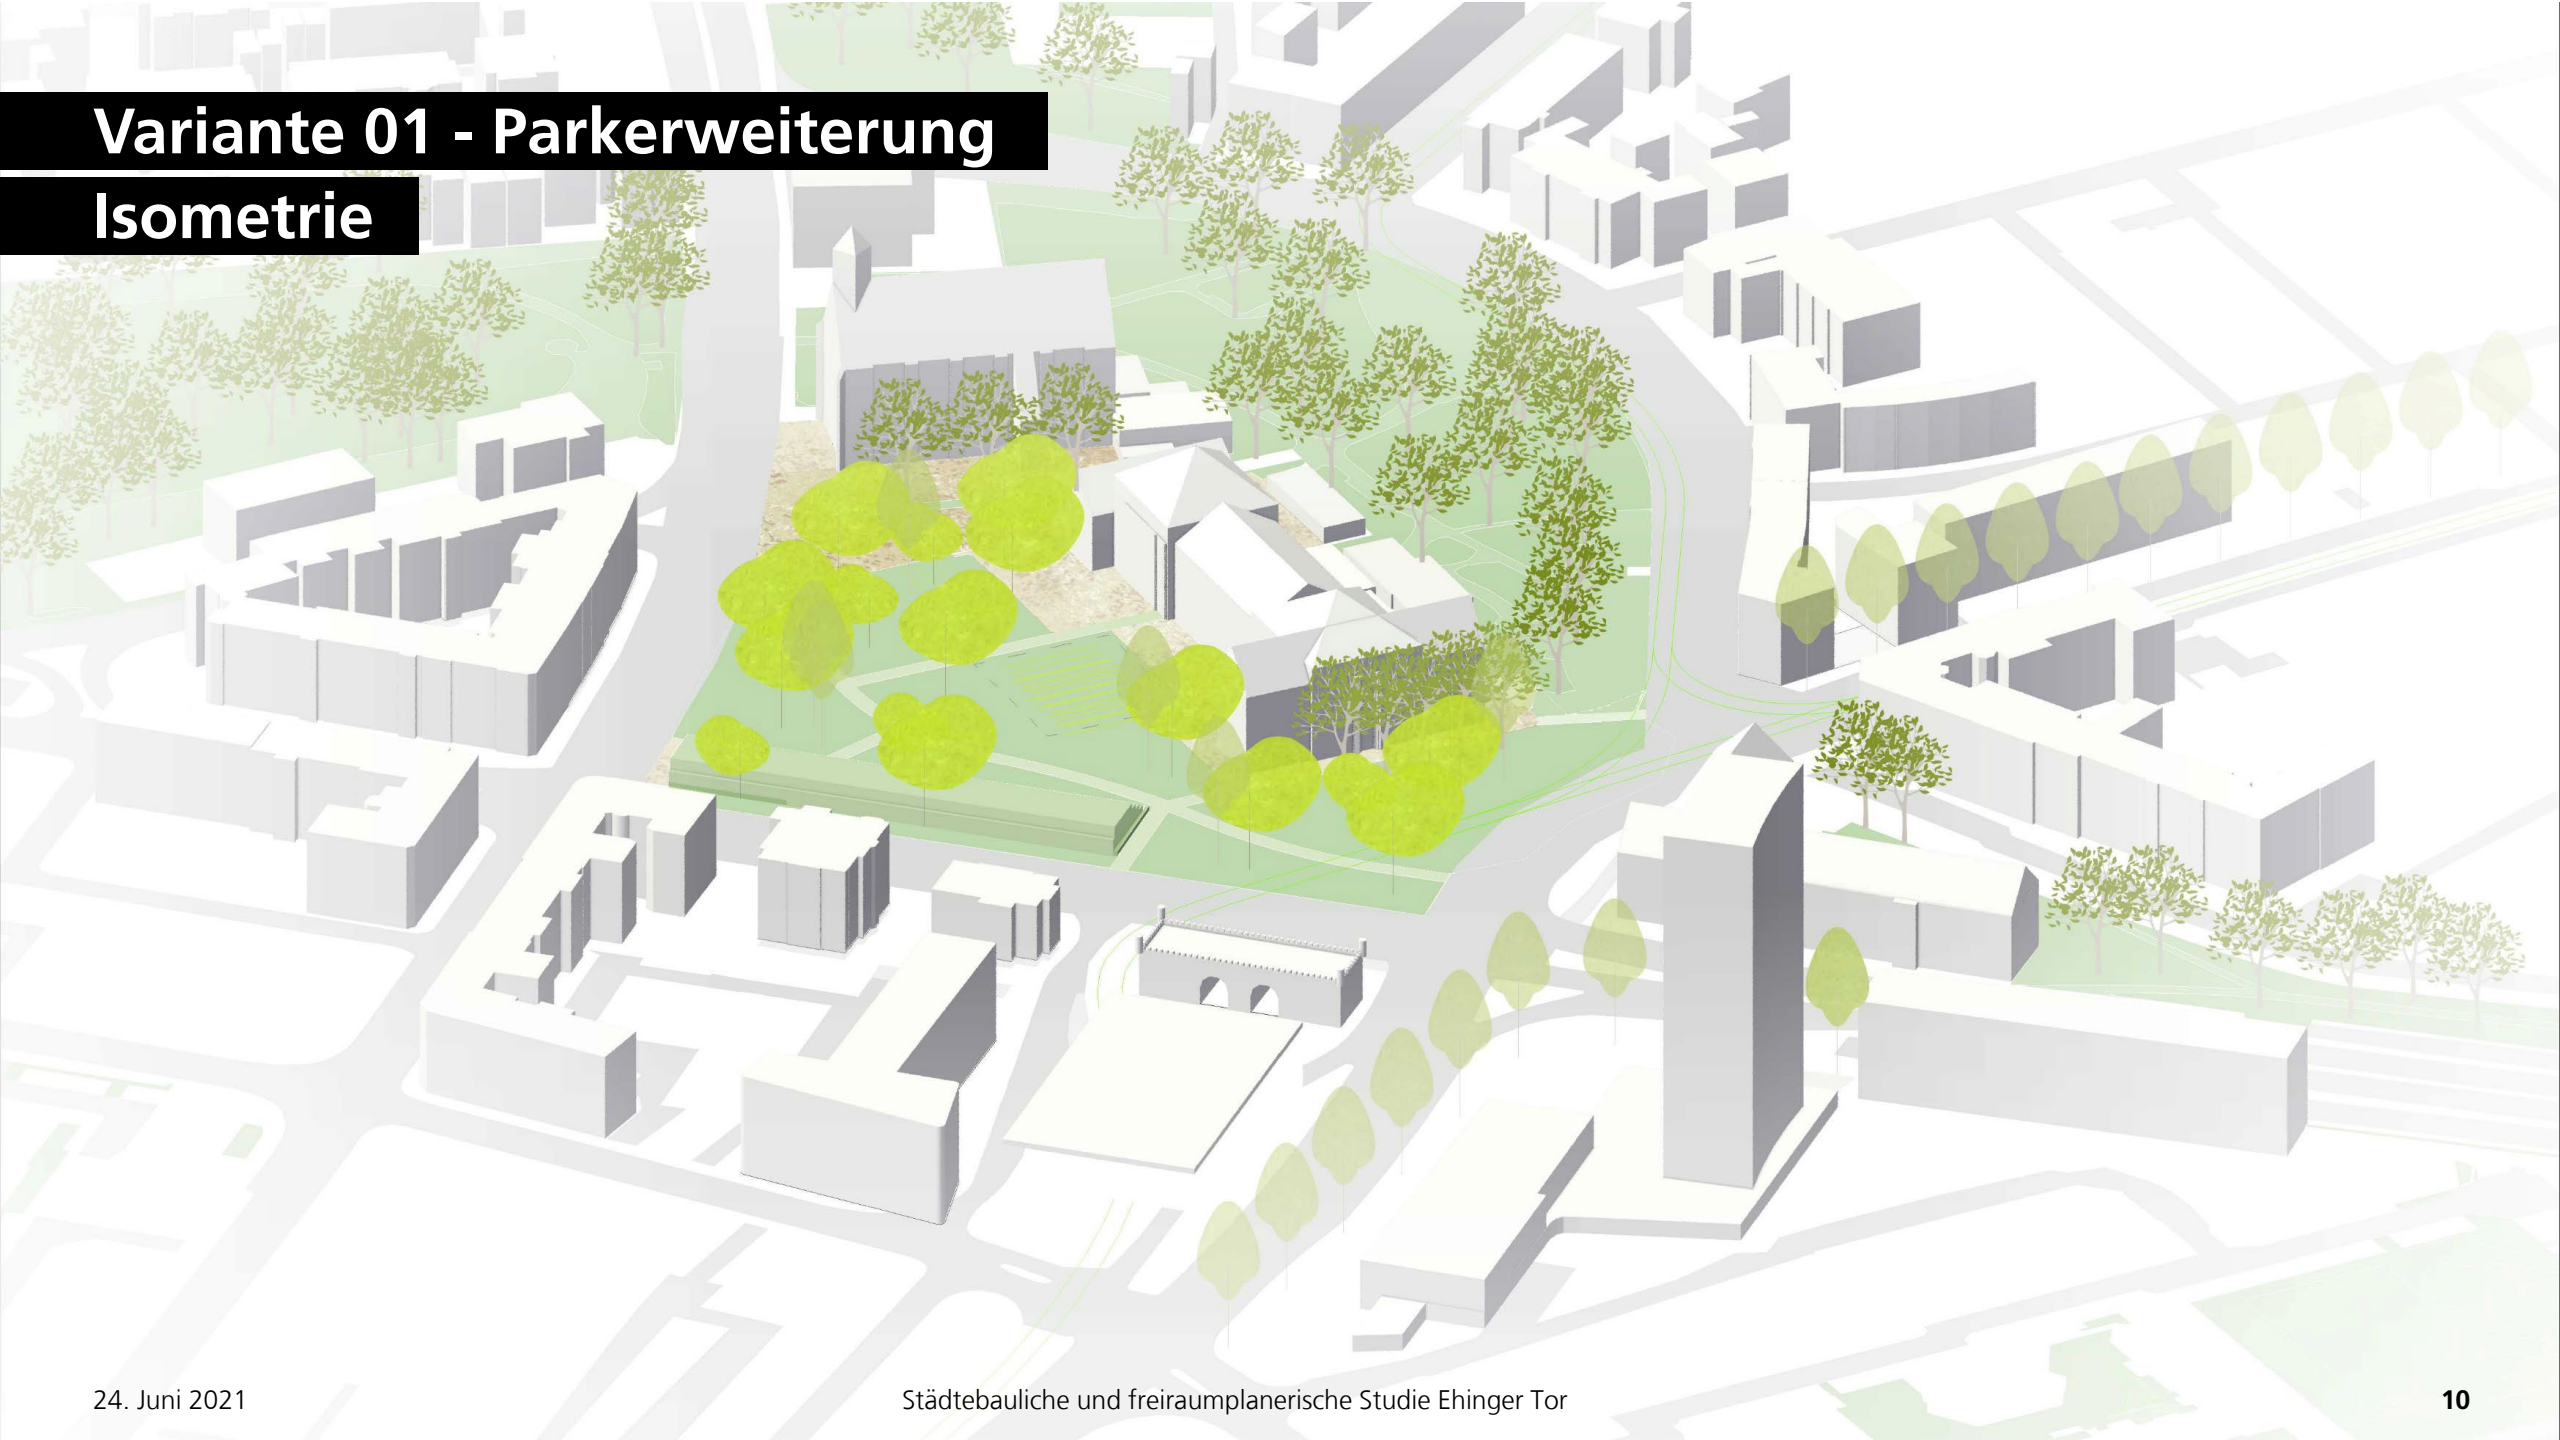 Variante 01 - Parkerweiterung
Isometrie
24. Juni 2021
Städtebauliche und freiraumplanerische Studie Ehinger Tor
10